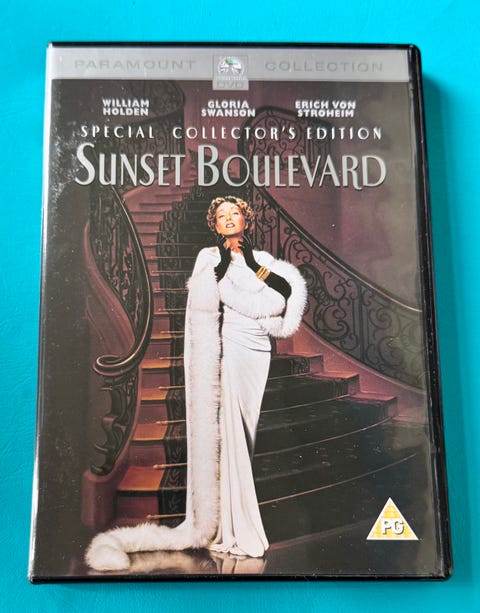 PARAMOUNT DVD COLLECTION
WILLIAM HOLDEN
GLORIA SWANSON
ERICH VON STROHEIM
SPECIAL COLLECTOR'S EDITION
SUNSET BOULEVARD
PG